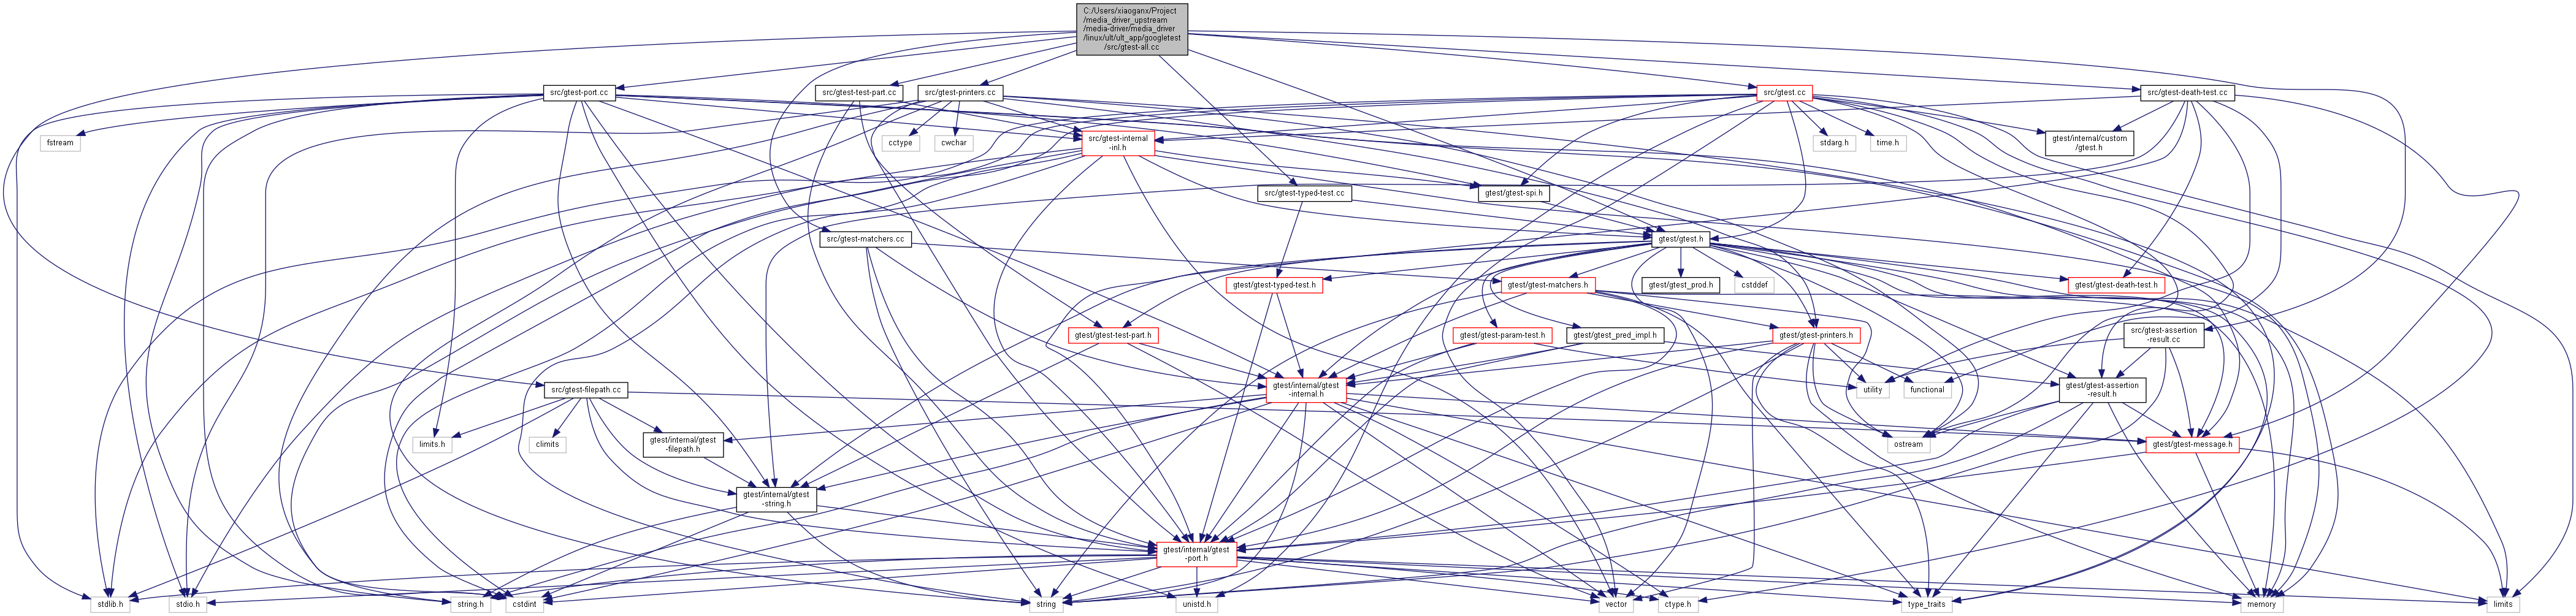 C:/Users/xiaoganx/Project
/media_driver_upstream
/media-driver/media_driver
/linux/ult/ult_app/googletest
/src/gtest-all.cc
src/gtest-port.cc
src/gtest-test-part.cc
src/gtest-printers.cc
src/gtest.cc
src/gtest-death-test.cc
fstream
cctype
cwchar
src/gtest-internal
-inl.h
stdarg.h
time.h
gtest/internal/custom
/gtest.h
src/gtest-typed-test.cc
gtest/gtest-spi.h
src/gtest-matchers.cc
gtest/gtest.h
gtest/gtest-typed-test.h
gtest/gtest-matchers.h
gtest/gtest_prod.h
cstddef
gtest/gtest-death-test.h
gtest/gtest-test-part.h
gtest/gtest-param-test.h
gtest/gtest_pred_impl.h
gtest/gtest-printers.h
src/gtest-assertion
-result.cc
src/gtest-filepath.cc
gtest/internal/gtest
-internal.h
utility
functional
gtest/gtest-assertion
-result.h
limits.h
climits
gtest/internal/gtest
-filepath.h
ostream
gtest/gtest-message.h
gtest/internal/gtest
-string.h
gtest/internal/gtest
-port.h
stdlib.h
stdio.h
string.h
cstdint
string
unistd.h
vector
ctype.h
type_traits
memory
limits